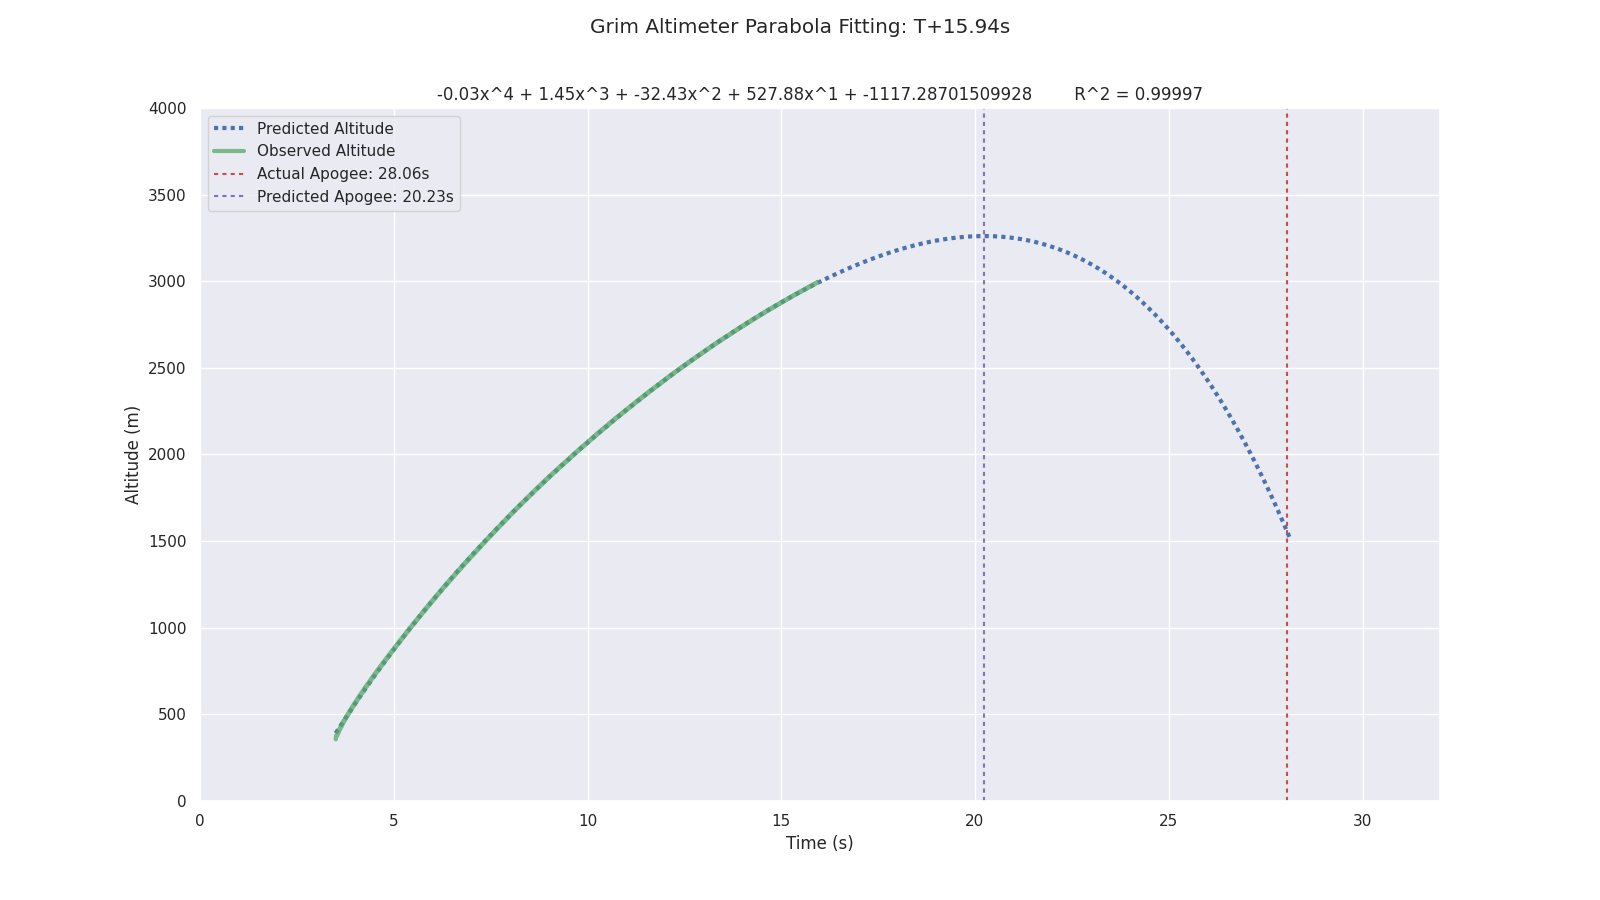 Grim Altimeter Parabola Fitting: T+15.94s
-0.03x^4 + 1.45x^3 + -32.43x^2 + 527.88x^1 + -1117.28701509928 R^2 = 0.99997
Predicted Altitude
Observed Altitude
Actual Apogee: 28.06s
Predicted Apogee: 20.23s
4000
3500
3000
2500
2000
1500
1000
500
0
Altitude (m)
0 5 10 15 20 25 30
Time (s)